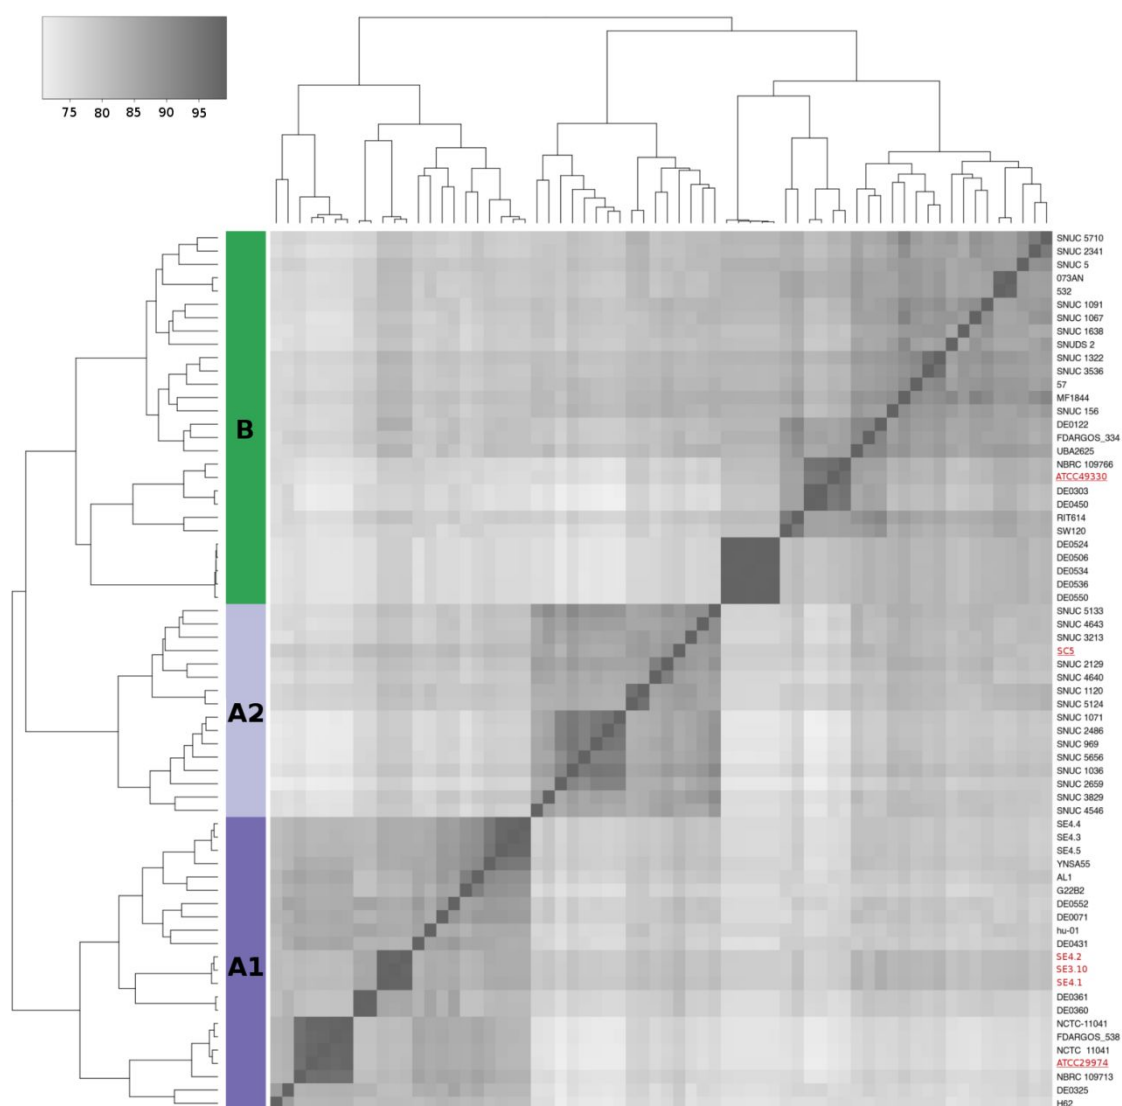 75 80 85 90 95
SNUC 5710
SNUC 2341
SNUC 5
073AN
532
SNUC 1091
SNUC 1067
SNUC 1638
SNUDS 2
SNUC 1322
SNUC 3536
57
MF1844
SNUC 156
DE0122
B
FDARGOS_334
UBA2625
NBRC 109766
ATCC49330
DE0303
DE0450
RIT614
SW120
DE0524
DE0506
DE0534
DE0536
DE0550
SNUC 5133
SNUC 4643
SNUC 3213
SC5
SNUC 2129
SNUC 4640
SNUC 1120
SNUC 5124
A2
SNUC 1071
SNUC 2486
SNUC 969
SNUC 5656
SNUC 1036
SNUC 2659
SNUC 3829
SNUC 4546
SE4.4
SE4.3
SE4.5
YNSA55
AL1
G22B2
DE0552
DE0071
hu-01
DE0431
SE4.2
A1
SE3.10
SE4.1
DE0361
DE0360
NCTC-11041
FDARGOS_538
NCTC_11041
ATCC29974
NBRC 109713
DE0325
H62